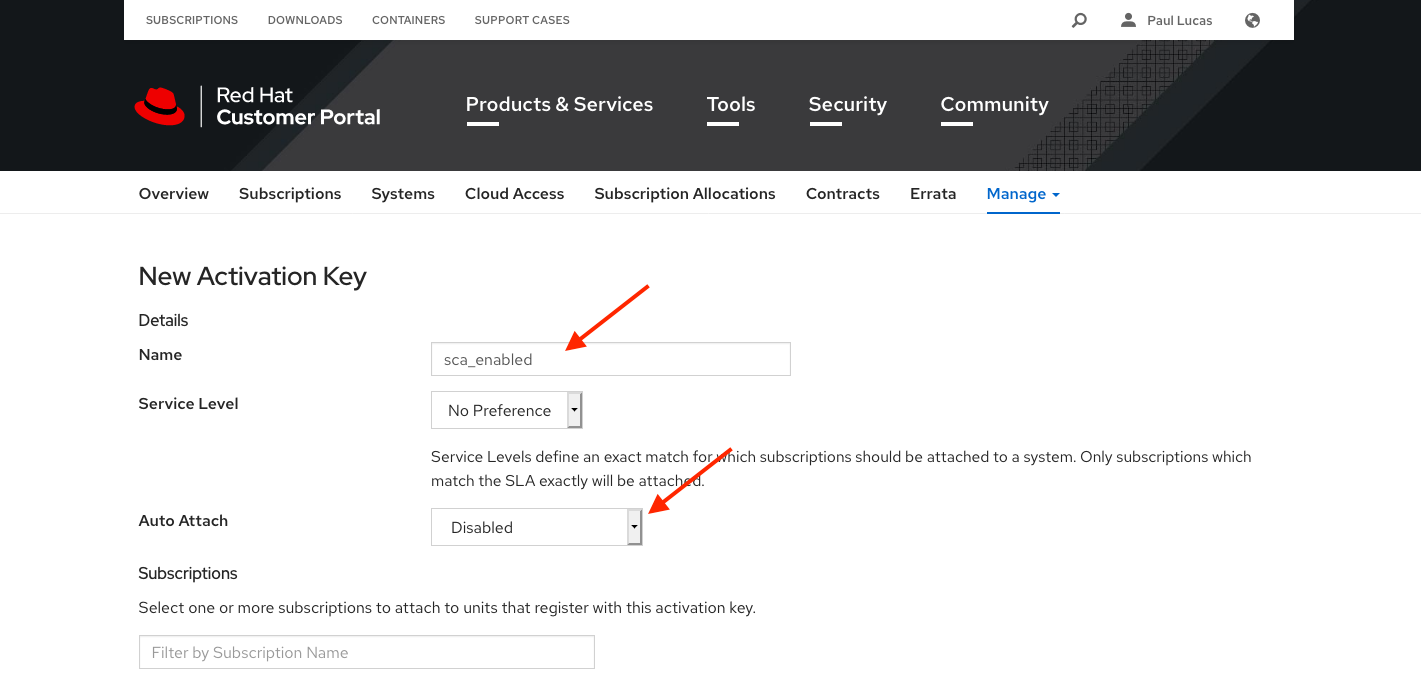 SUBSCRIPTIONS DOWNLOADS CONTAINERS SUPPORT CASES Paul Lucas
Red Hat
Customer Portal
Products & Services Tools Security Community
Overview Subscriptions Systems Cloud Access Subscription Allocations Contracts Errata Manage
New Activation Key
Details
Name sca_enabled
Service Level No Preference
Service Levels define an exact match for which subscriptions should be attached to a system. Only subscriptions which
match the SLA exactly will be attached.
Auto Attach Disabled
Subscriptions
Select one or more subscriptions to attach to units that register with this activation key.
Filter by Subscription Name